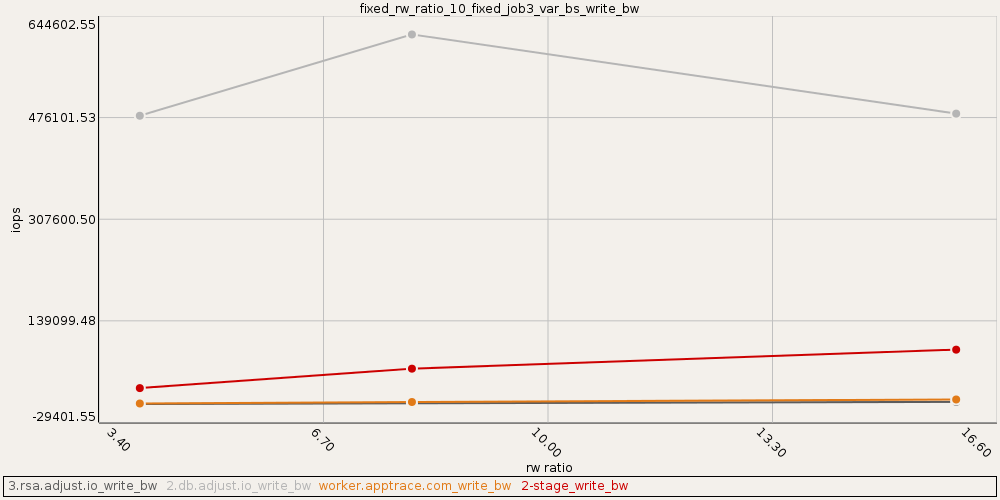 fixed_rw_ratio_10_fixed_job3_var_bs_write_bw
644602.55
476101.53
307600.50
139099.48
-29401.55
iops
3.40 6.70 10.00 13.30 16.60
rw ratio
3.rsa.adjust.io_write_bw 2.db.adjust.io_write_bw worker.apptrace.com_write_bw 2-stage_write_bw